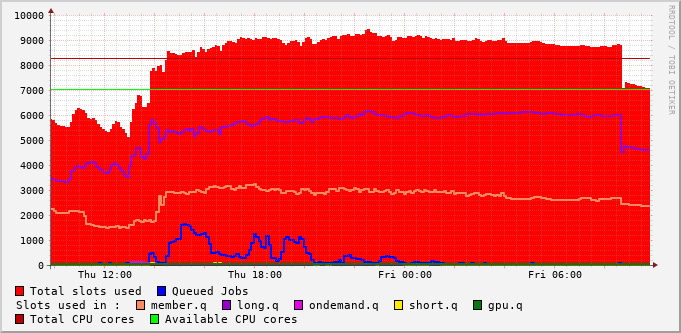 10000
9000
8000
7000
6000
5000
4000
3000
2000
1000
0
Thu 12:00 Thu 18:00 Fri 00:00 Fri 06:00
RRDTOOL / TOBI OETIKER
Total slots used Queued Jobs
Slots used in : member.q long.q ondemand.q short.q gpu.q
Total CPU cores Available CPU cores